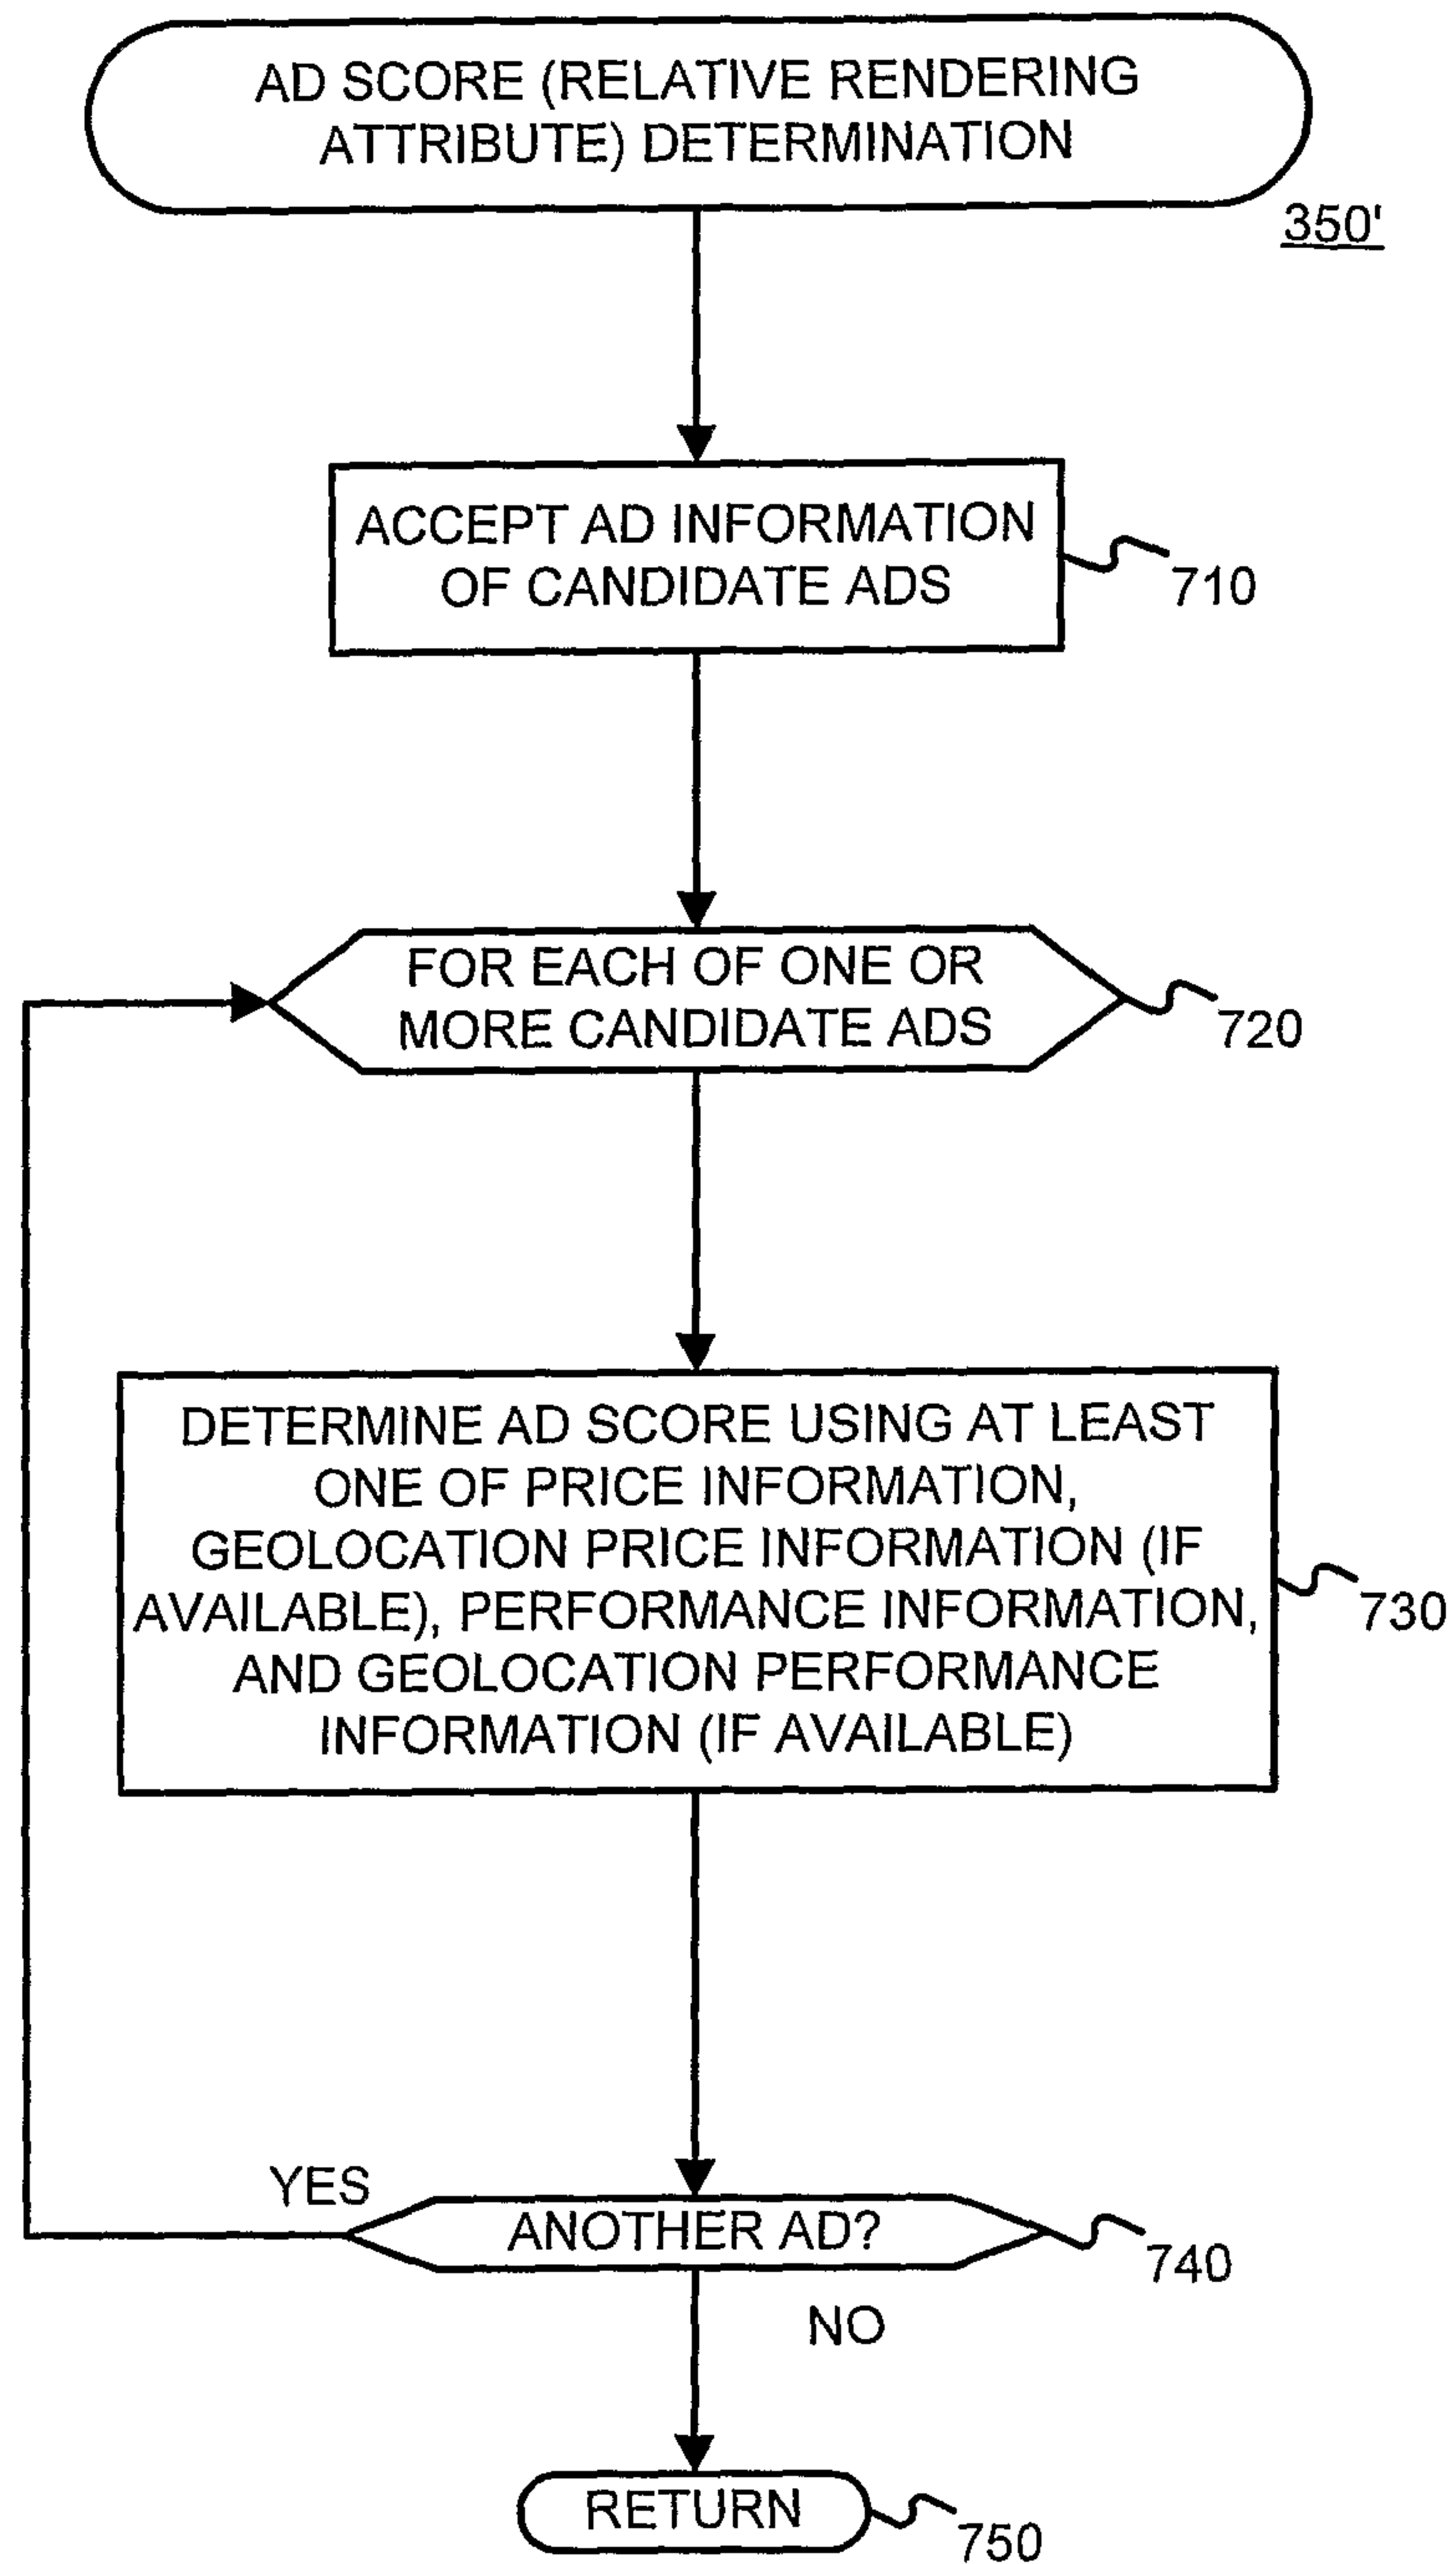 AD SCORE (RELATIVE RENDERING
ATTRIBUTE) DETERMINATION
350'
ACCEPT AD INFORMATION
OF CANDIDATE ADS
710
FOR EACH OF ONE OR
MORE CANDIDATE ADS
720
DETERMINE AD SCORE USING AT LEAST
ONE OF PRICE INFORMATION,
GEOLOCATION PRICE INFORMATION (IF
AVAILABLE), PERFORMANCE INFORMATION,
AND GEOLOCATION PERFORMANCE
INFORMATION (IF AVAILABLE)
730
YES
ANOTHER AD?
740
NO
RETURN
750